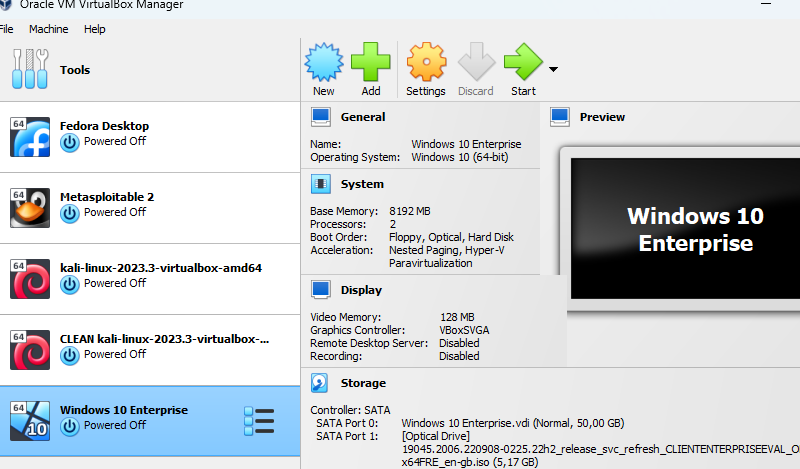 Oracle VM VirtualBox Manager
File Machine Help
Tools
New Add Settings Discard Start
64 Fedora Desktop
Powered Off
64 Metasploitable 2
Powered Off
64 kali-linux-2023.3-virtualbox-amd64
Powered Off
64 CLEAN kali-linux-2023.3-virtualbox-...
Powered Off
64 10 Windows 10 Enterprise
Powered Off
General
Name: Windows 10 Enterprise
Operating System: Windows 10 (64-bit)
System
Base Memory: 8192 MB
Processors: 2
Boot Order: Floppy, Optical, Hard Disk
Acceleration: Nested Paging, Hyper-V
Paravirtualization
Display
Video Memory: 128 MB
Graphics Controller: VBoxSVGA
Remote Desktop Server: Disabled
Recording: Disabled
Storage
Controller: SATA
SATA Port 0: Windows 10 Enterprise.vdi (Normal, 50,00 GB)
SATA Port 1: [Optical Drive]
19045.2006.220908-0225.22h2_release_svc_refresh_CLIENTENTERPRISEEVAL_O
x64FRE_en-gb.iso (5,17 GB)
Preview
Windows 10
Enterprise